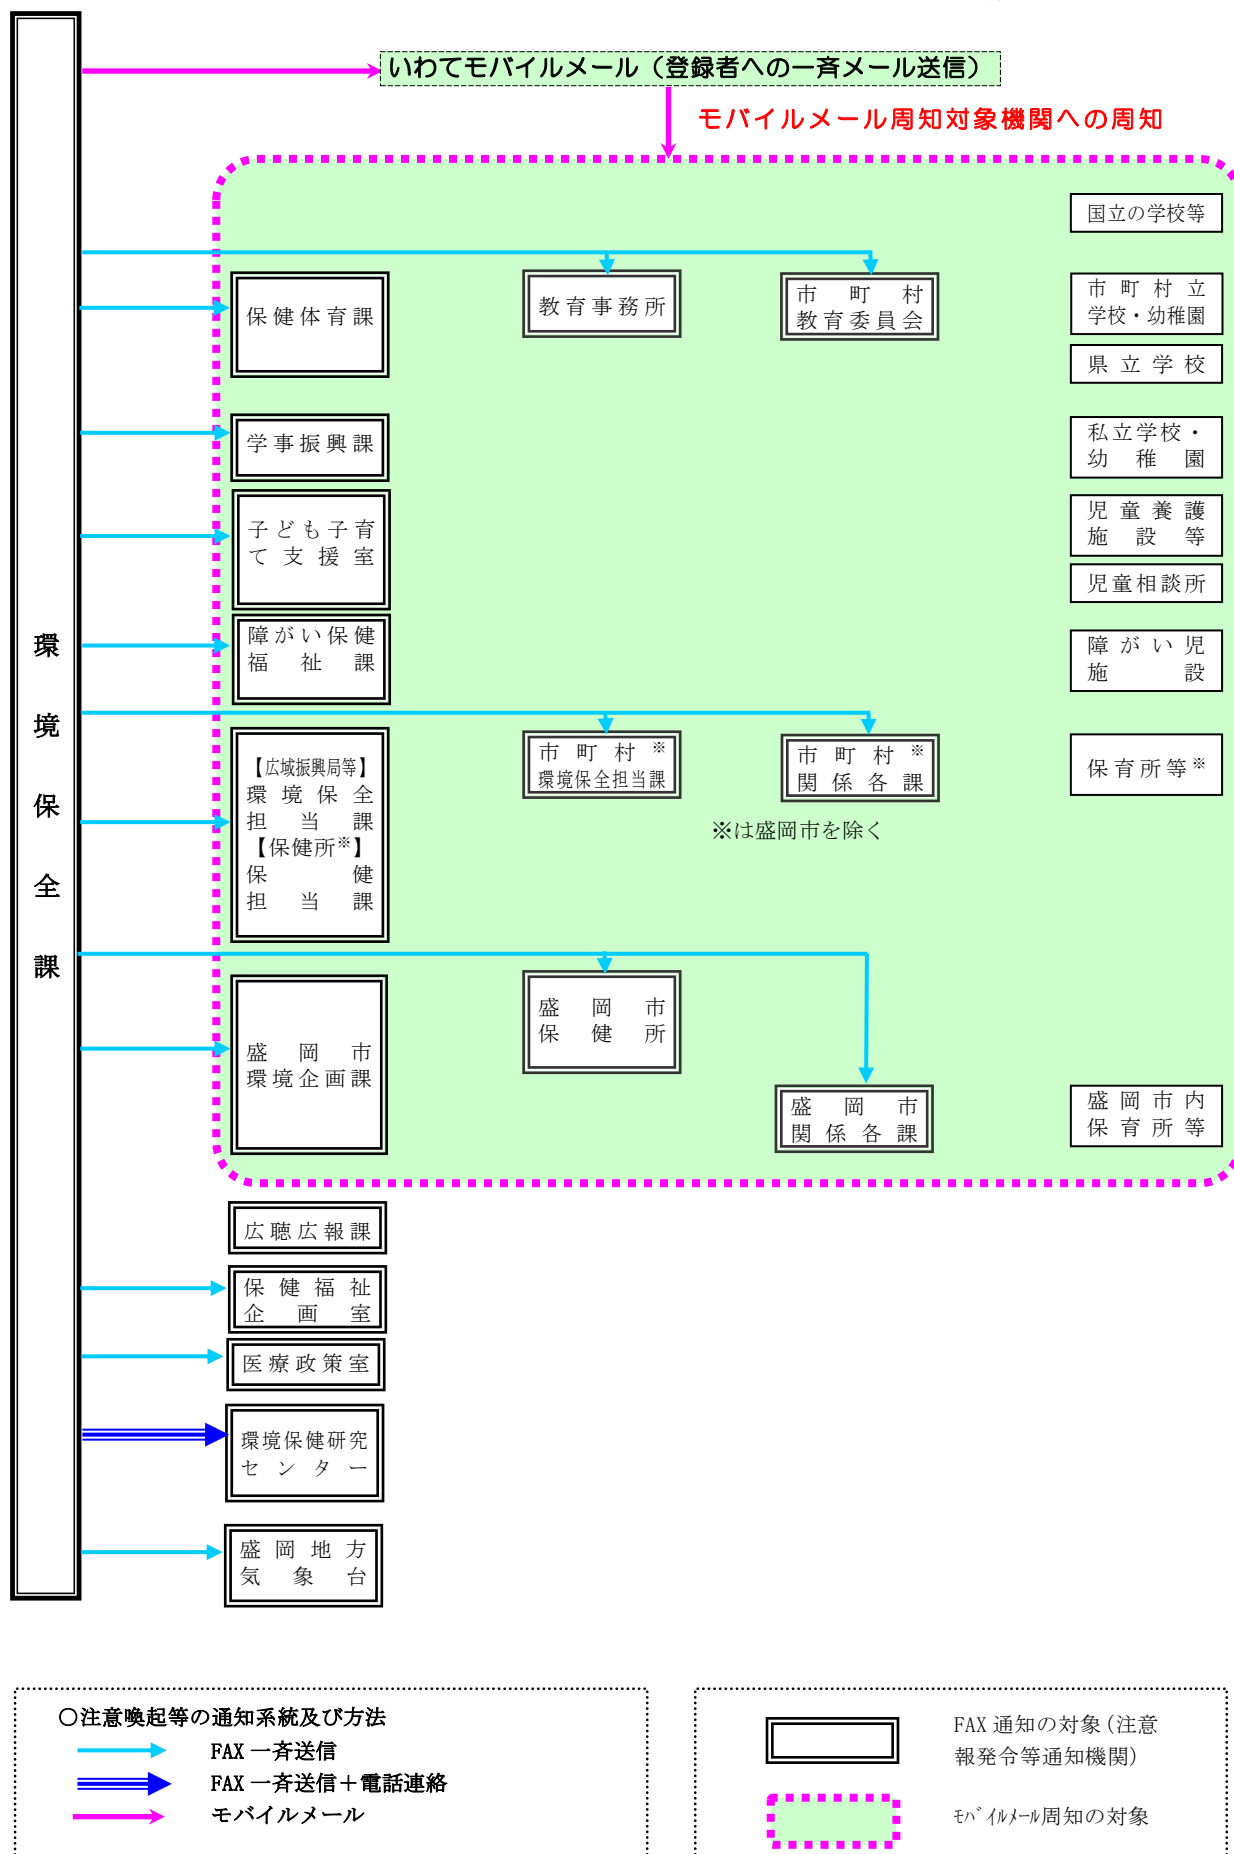 いわてモバイルメール（登録者への一斉メール送信）
モバイルメール周知対象機関への周知
環境保全課
国立の学校等
保健体育課
教育事務所
市町村
教育委員会
市町村立
学校・幼稚園
県立学校
学事振興課
私立学校・
幼稚園
子ども子育
て支援室
児童養護
施設等
児童相談所
障がい保健
福祉課
障がい児
施設
【広域振興局等】
環境保全
担当課
【保健所※】
保健
担当課
市町村※
環境保全担当課
市町村※
関係各課
保育所等※
※は盛岡市を除く
盛岡市
環境企画課
盛岡市
保健所
盛岡市
関係各課
盛岡市内
保育所等
広聴広報課
保健福祉
企画室
医療政策室
環境保健研究
センター
盛岡地方
気象台
○注意喚起等の通知系統及び方法
FAX 一斉送信
FAX 一斉送信＋電話連絡
モバイルメール
FAX 通知の対象（注意
報発令等通知機関）
ﾓﾊﾞｲﾙﾒｰﾙ周知の対象